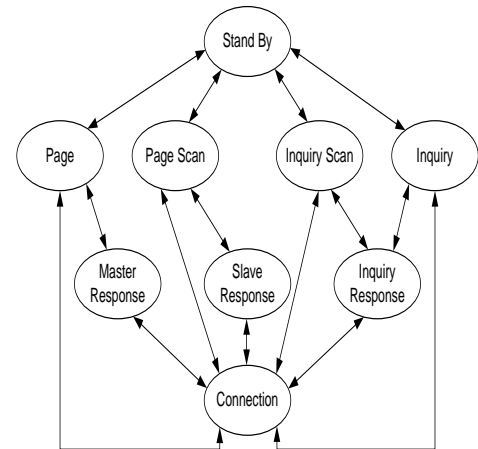 Stand By
Page
Page Scan
Inquiry Scan
Inquiry
Master
Response
Slave
Response
Inquiry
Response
Connection